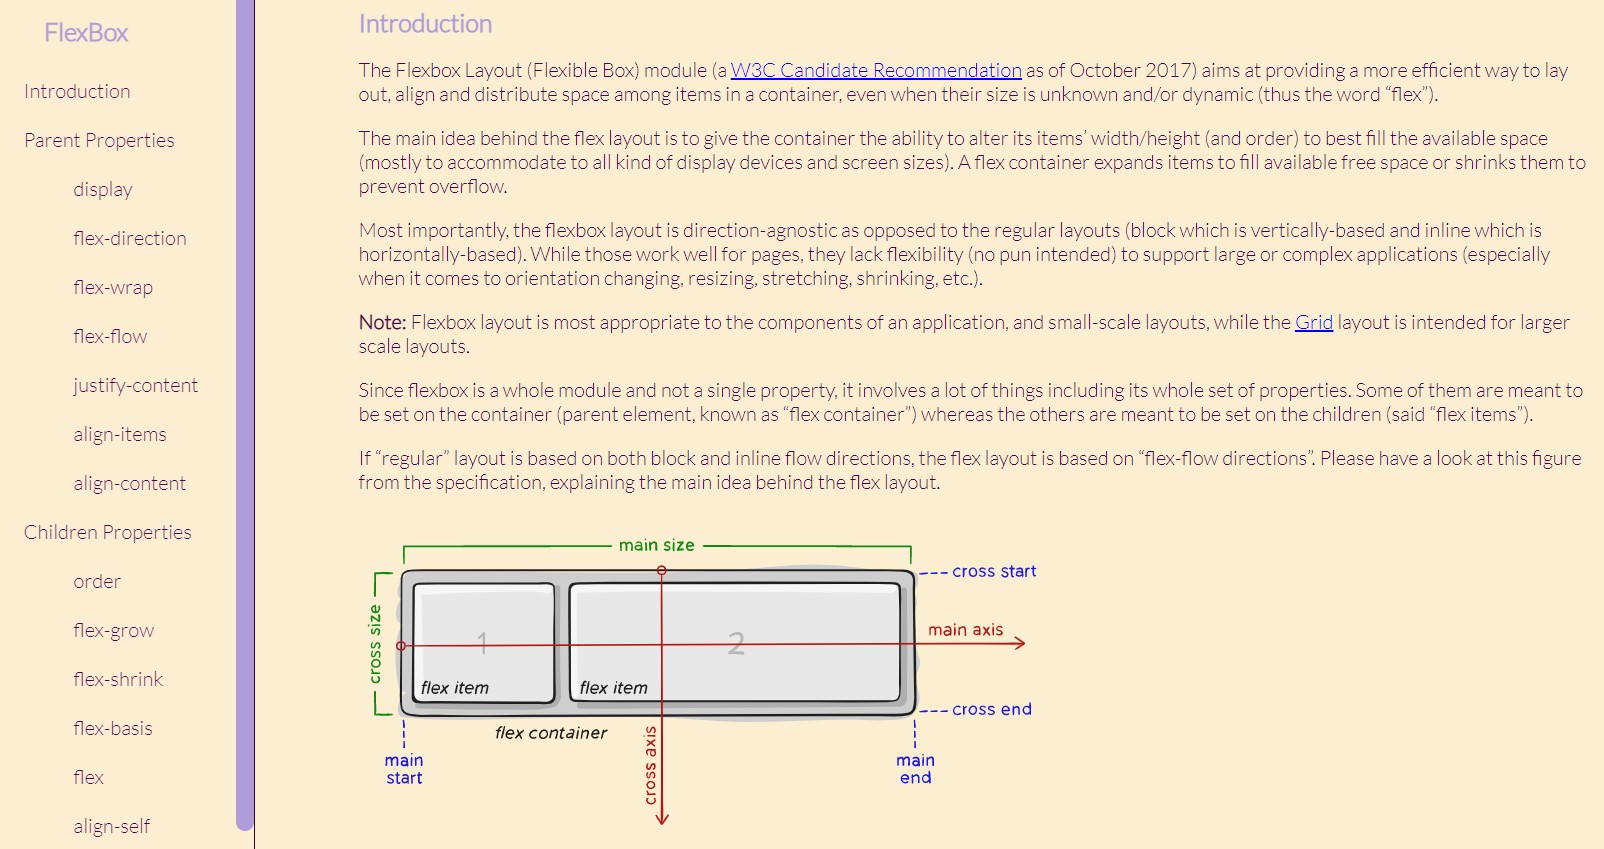 FlexBox
Introduction
Parent Properties
display
flex-direction
flex-wrap
flex-flow
justify-content
align-items
align-content
Children Properties
order
flex-grow
flex-shrink
flex-basis
flex
align-self
Introduction
The Flexbox Layout (Flexible Box) module (a W3C Candidate Recommendation as of October 2017) aims at providing a more efficient way to lay
out, align and distribute space among items in a container, even when their size is unknown and/or dynamic (thus the word “flex”).
The main idea behind the flex layout is to give the container the ability to alter its items’ width/height (and order) to best fill the available space
(mostly to accommodate to all kind of display devices and screen sizes). A flex container expands items to fill available free space or shrinks them to
prevent overflow.
Most importantly, the flexbox layout is direction-agnostic as opposed to the regular layouts (block which is vertically-based and inline which is
horizontally-based). While those work well for pages, they lack flexibility (no pun intended) to support large or complex applications (especially
when it comes to orientation changing, resizing, stretching, shrinking, etc.).
Note: Flexbox layout is most appropriate to the components of an application, and small-scale layouts, while the Grid layout is intended for larger
scale layouts.
Since flexbox is a whole module and not a single property, it involves a lot of things including its whole set of properties. Some of them are meant to
be set on the container (parent element, known as “flex container”) whereas the others are meant to be set on the children (said “flex items”).
If “regular” layout is based on both block and inline flow directions, the flex layout is based on “flex-flow directions”. Please have a look at this figure
from the specification, explaining the main idea behind the flex layout.
main size
cross start
cross size
1
2
main axis
flex item
flex item
cross end
flex container
cross axis
main
start
main
end